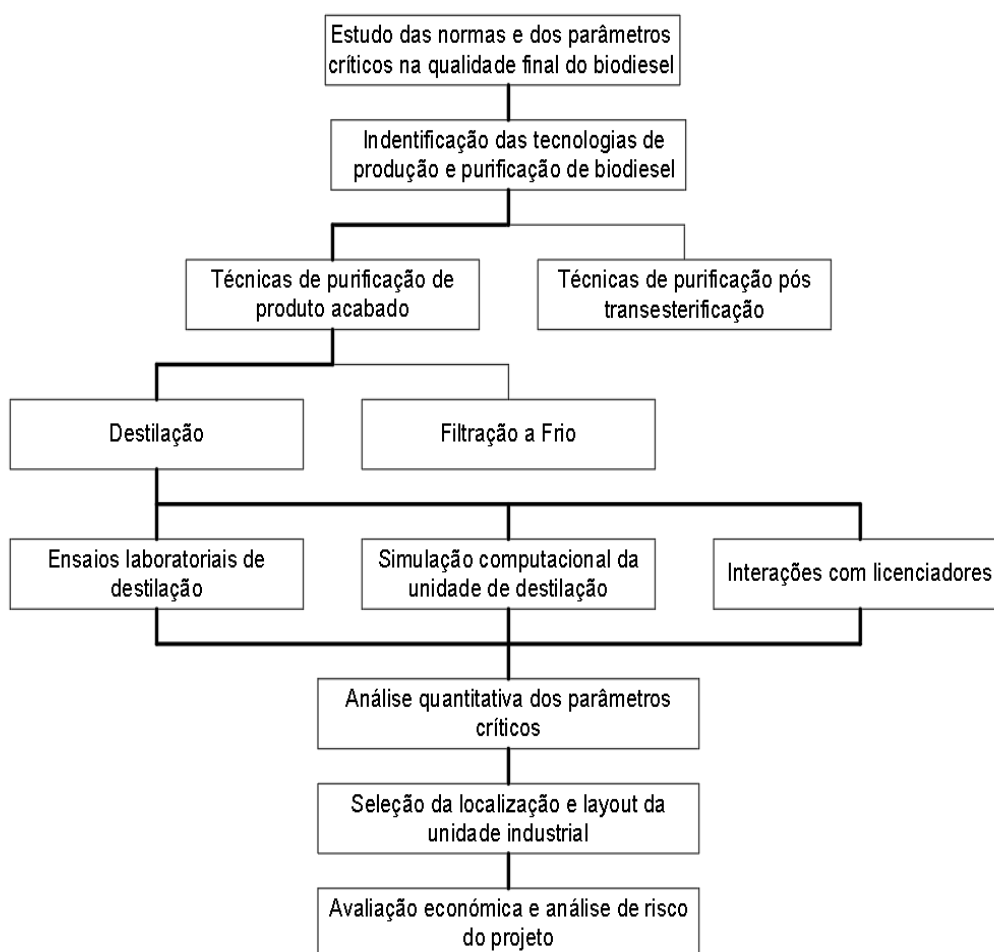 Estudo das normas e dos parâmetros
críticos na qualidade final do biodiesel
Indentificação das tecnologias de
produção e purificação de biodiesel
Técnicas de purificação de
produto acabado
Técnicas de purificação pós
transesterificação
Destilação
Filtração a Frio
Ensaios laboratoriais de
destilação
Simulação computacional da
unidade de destilação
Interações com licenciadores
Análise quantitativa dos parâmetros
críticos
Seleção da localização e layout da
unidade industrial
Avaliação económica e análise de risco
do projeto